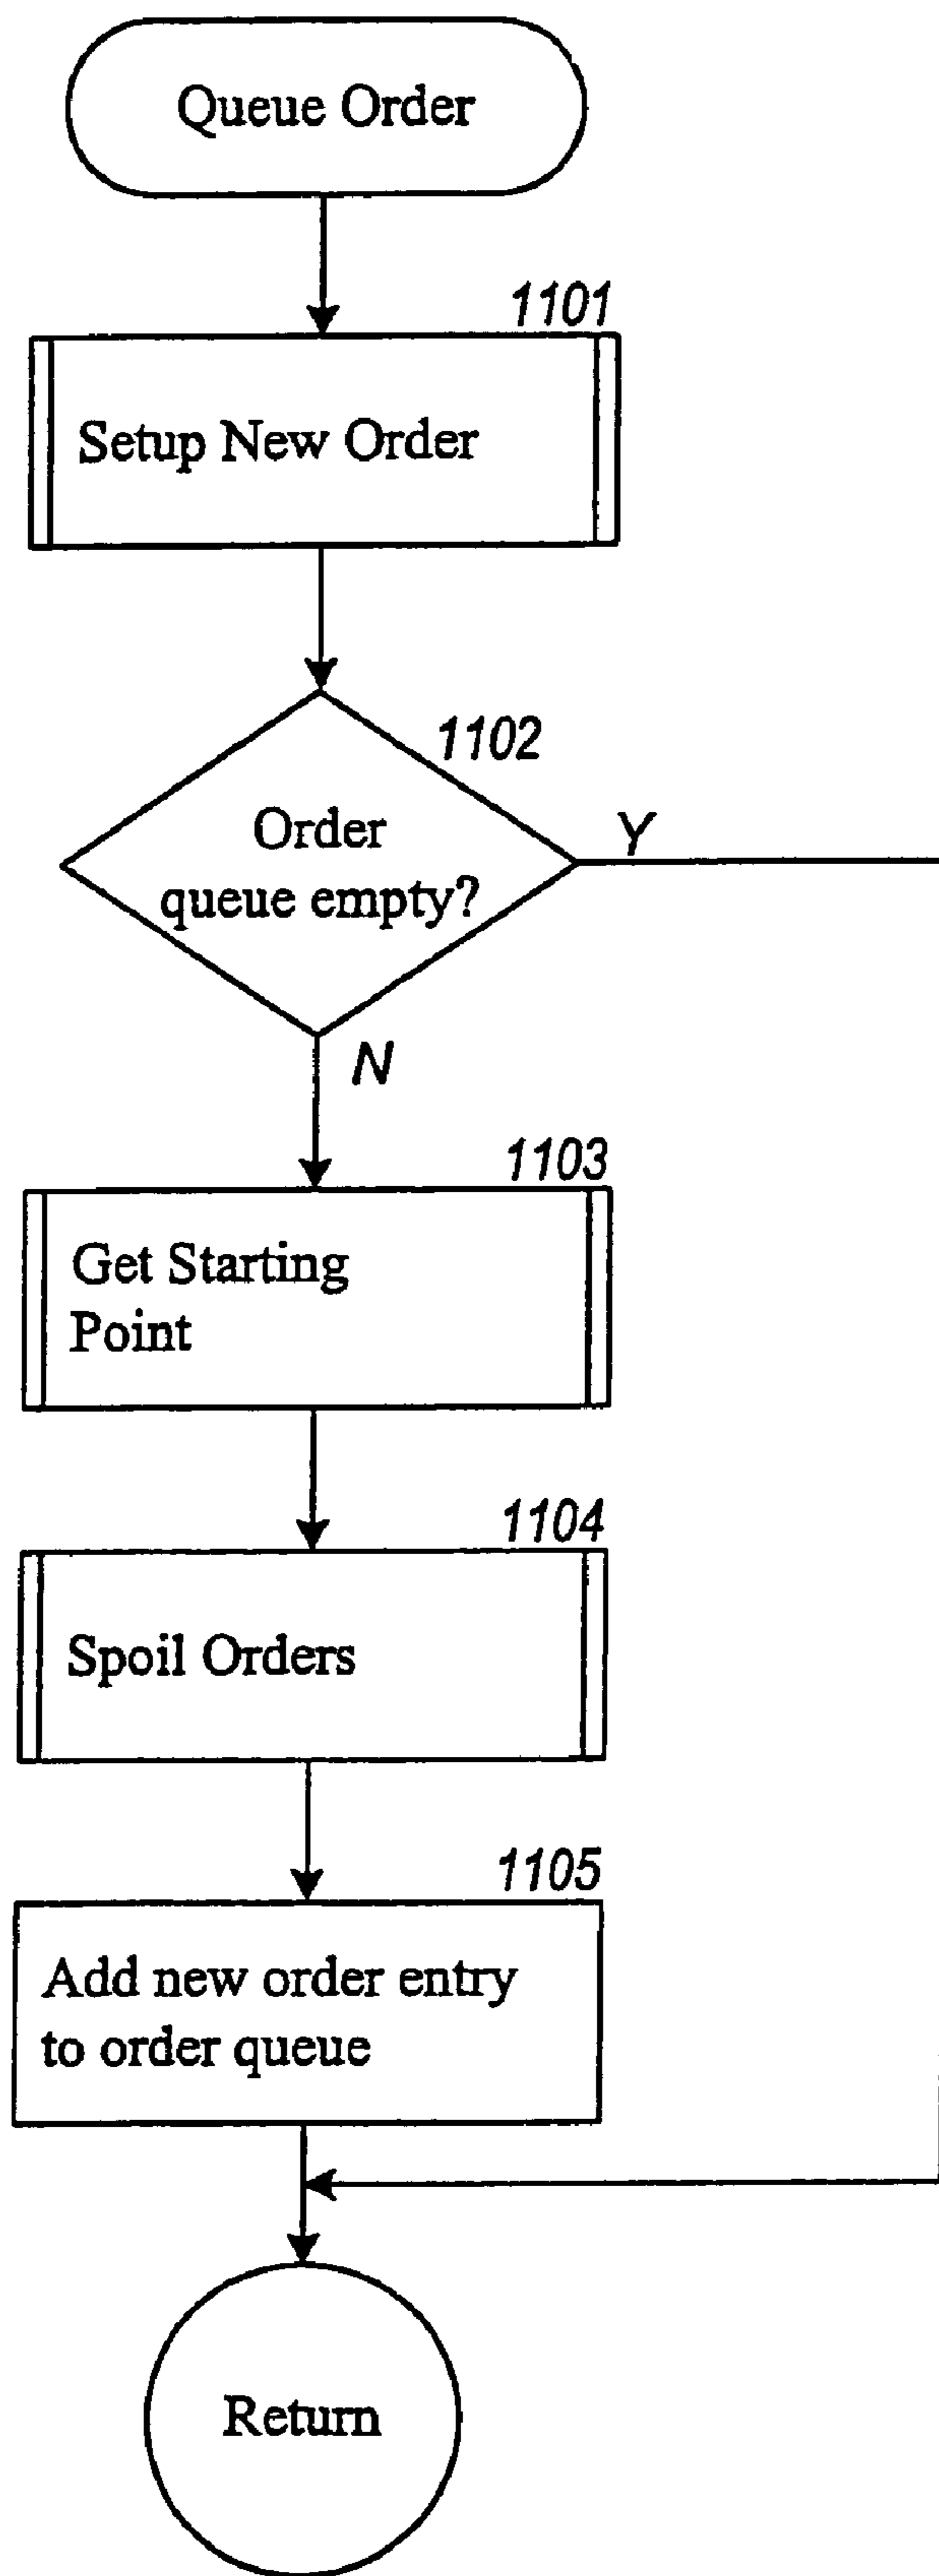 Queue Order
1101
Setup New Order
1102
Order
queue empty?
Y
N
1103
Get Starting
Point
1104
Spoil Orders
1105
Add new order entry
to order queue
Return